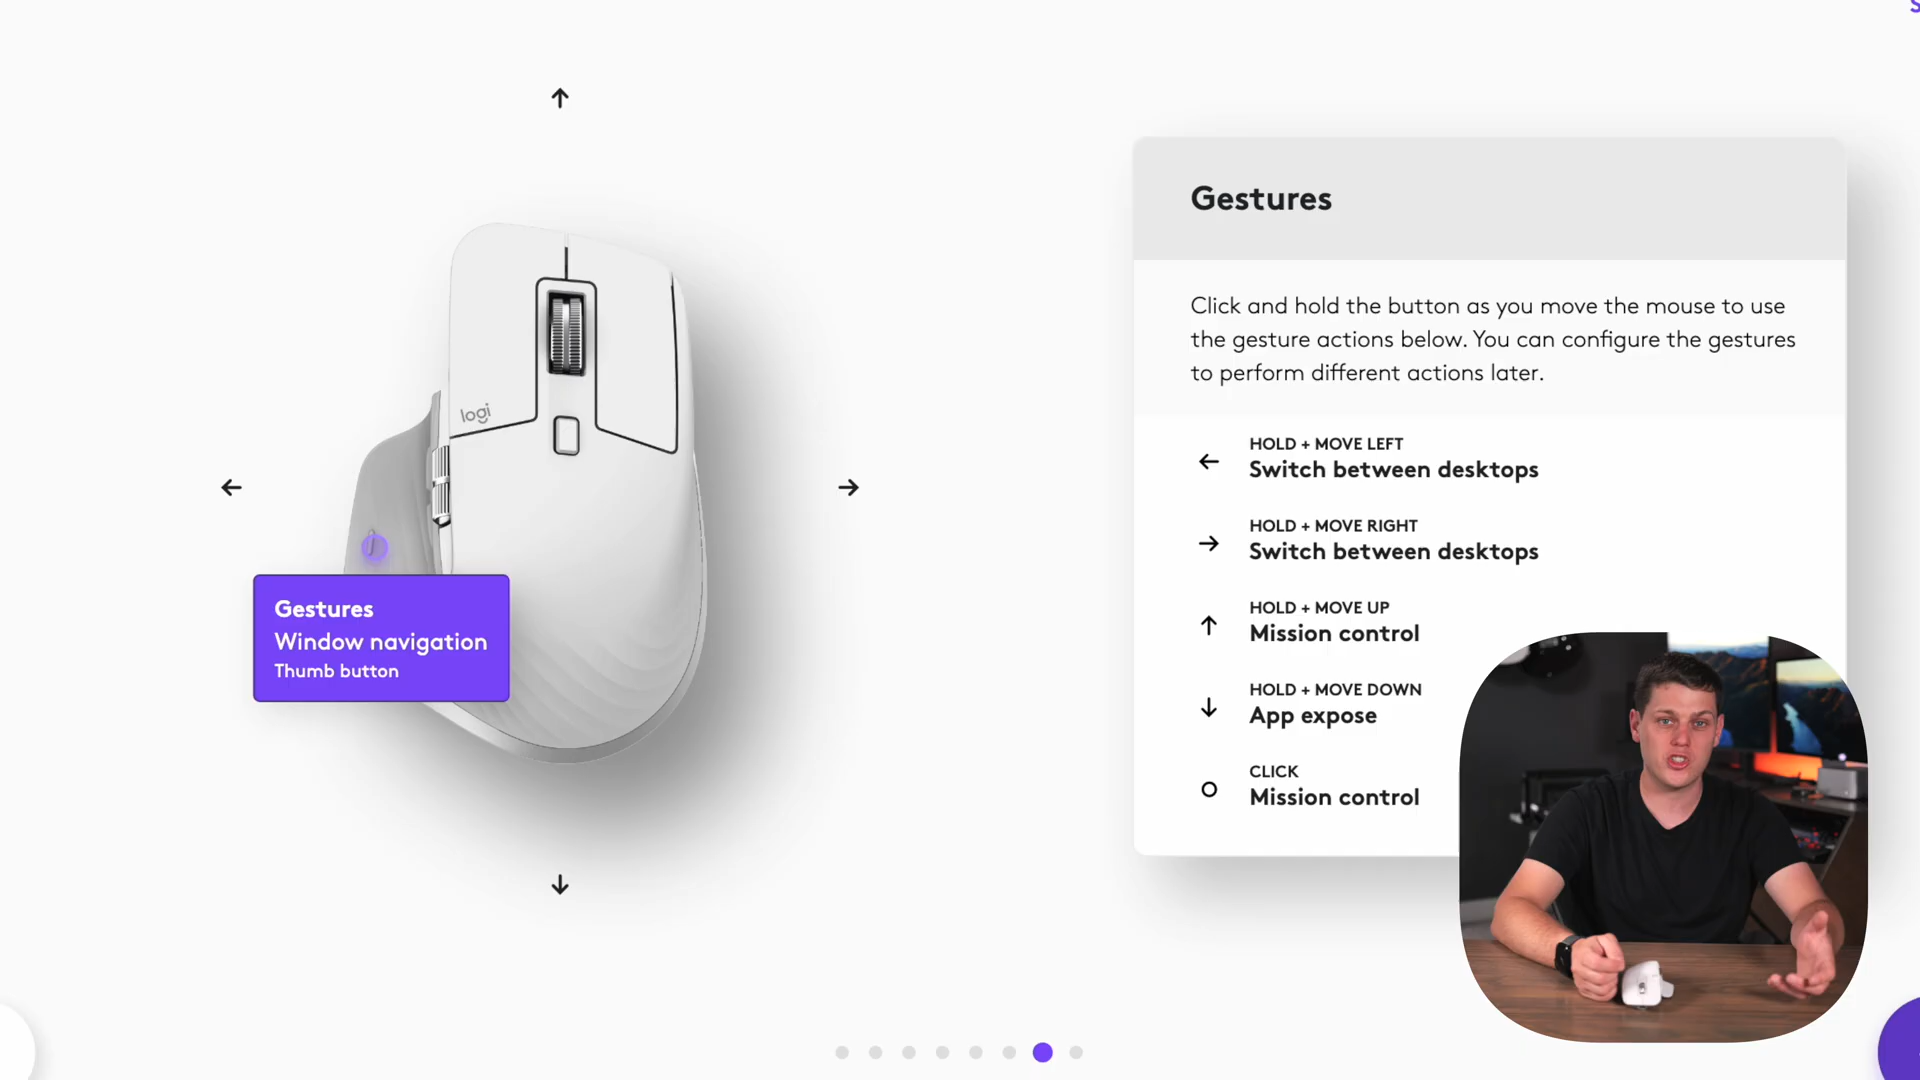 logi
Gestures
Window navigation
Thumb button
Gestures
Click and hold the button as you move the mouse to use
the gesture actions below. You can configure the gestures
to perform different actions later.
HOLD + MOVE LEFT
Switch between desktops
HOLD + MOVE RIGHT
Switch between desktops
HOLD + MOVE UP
Mission control
HOLD + MOVE DOWN
App expose
CLICK
Mission control